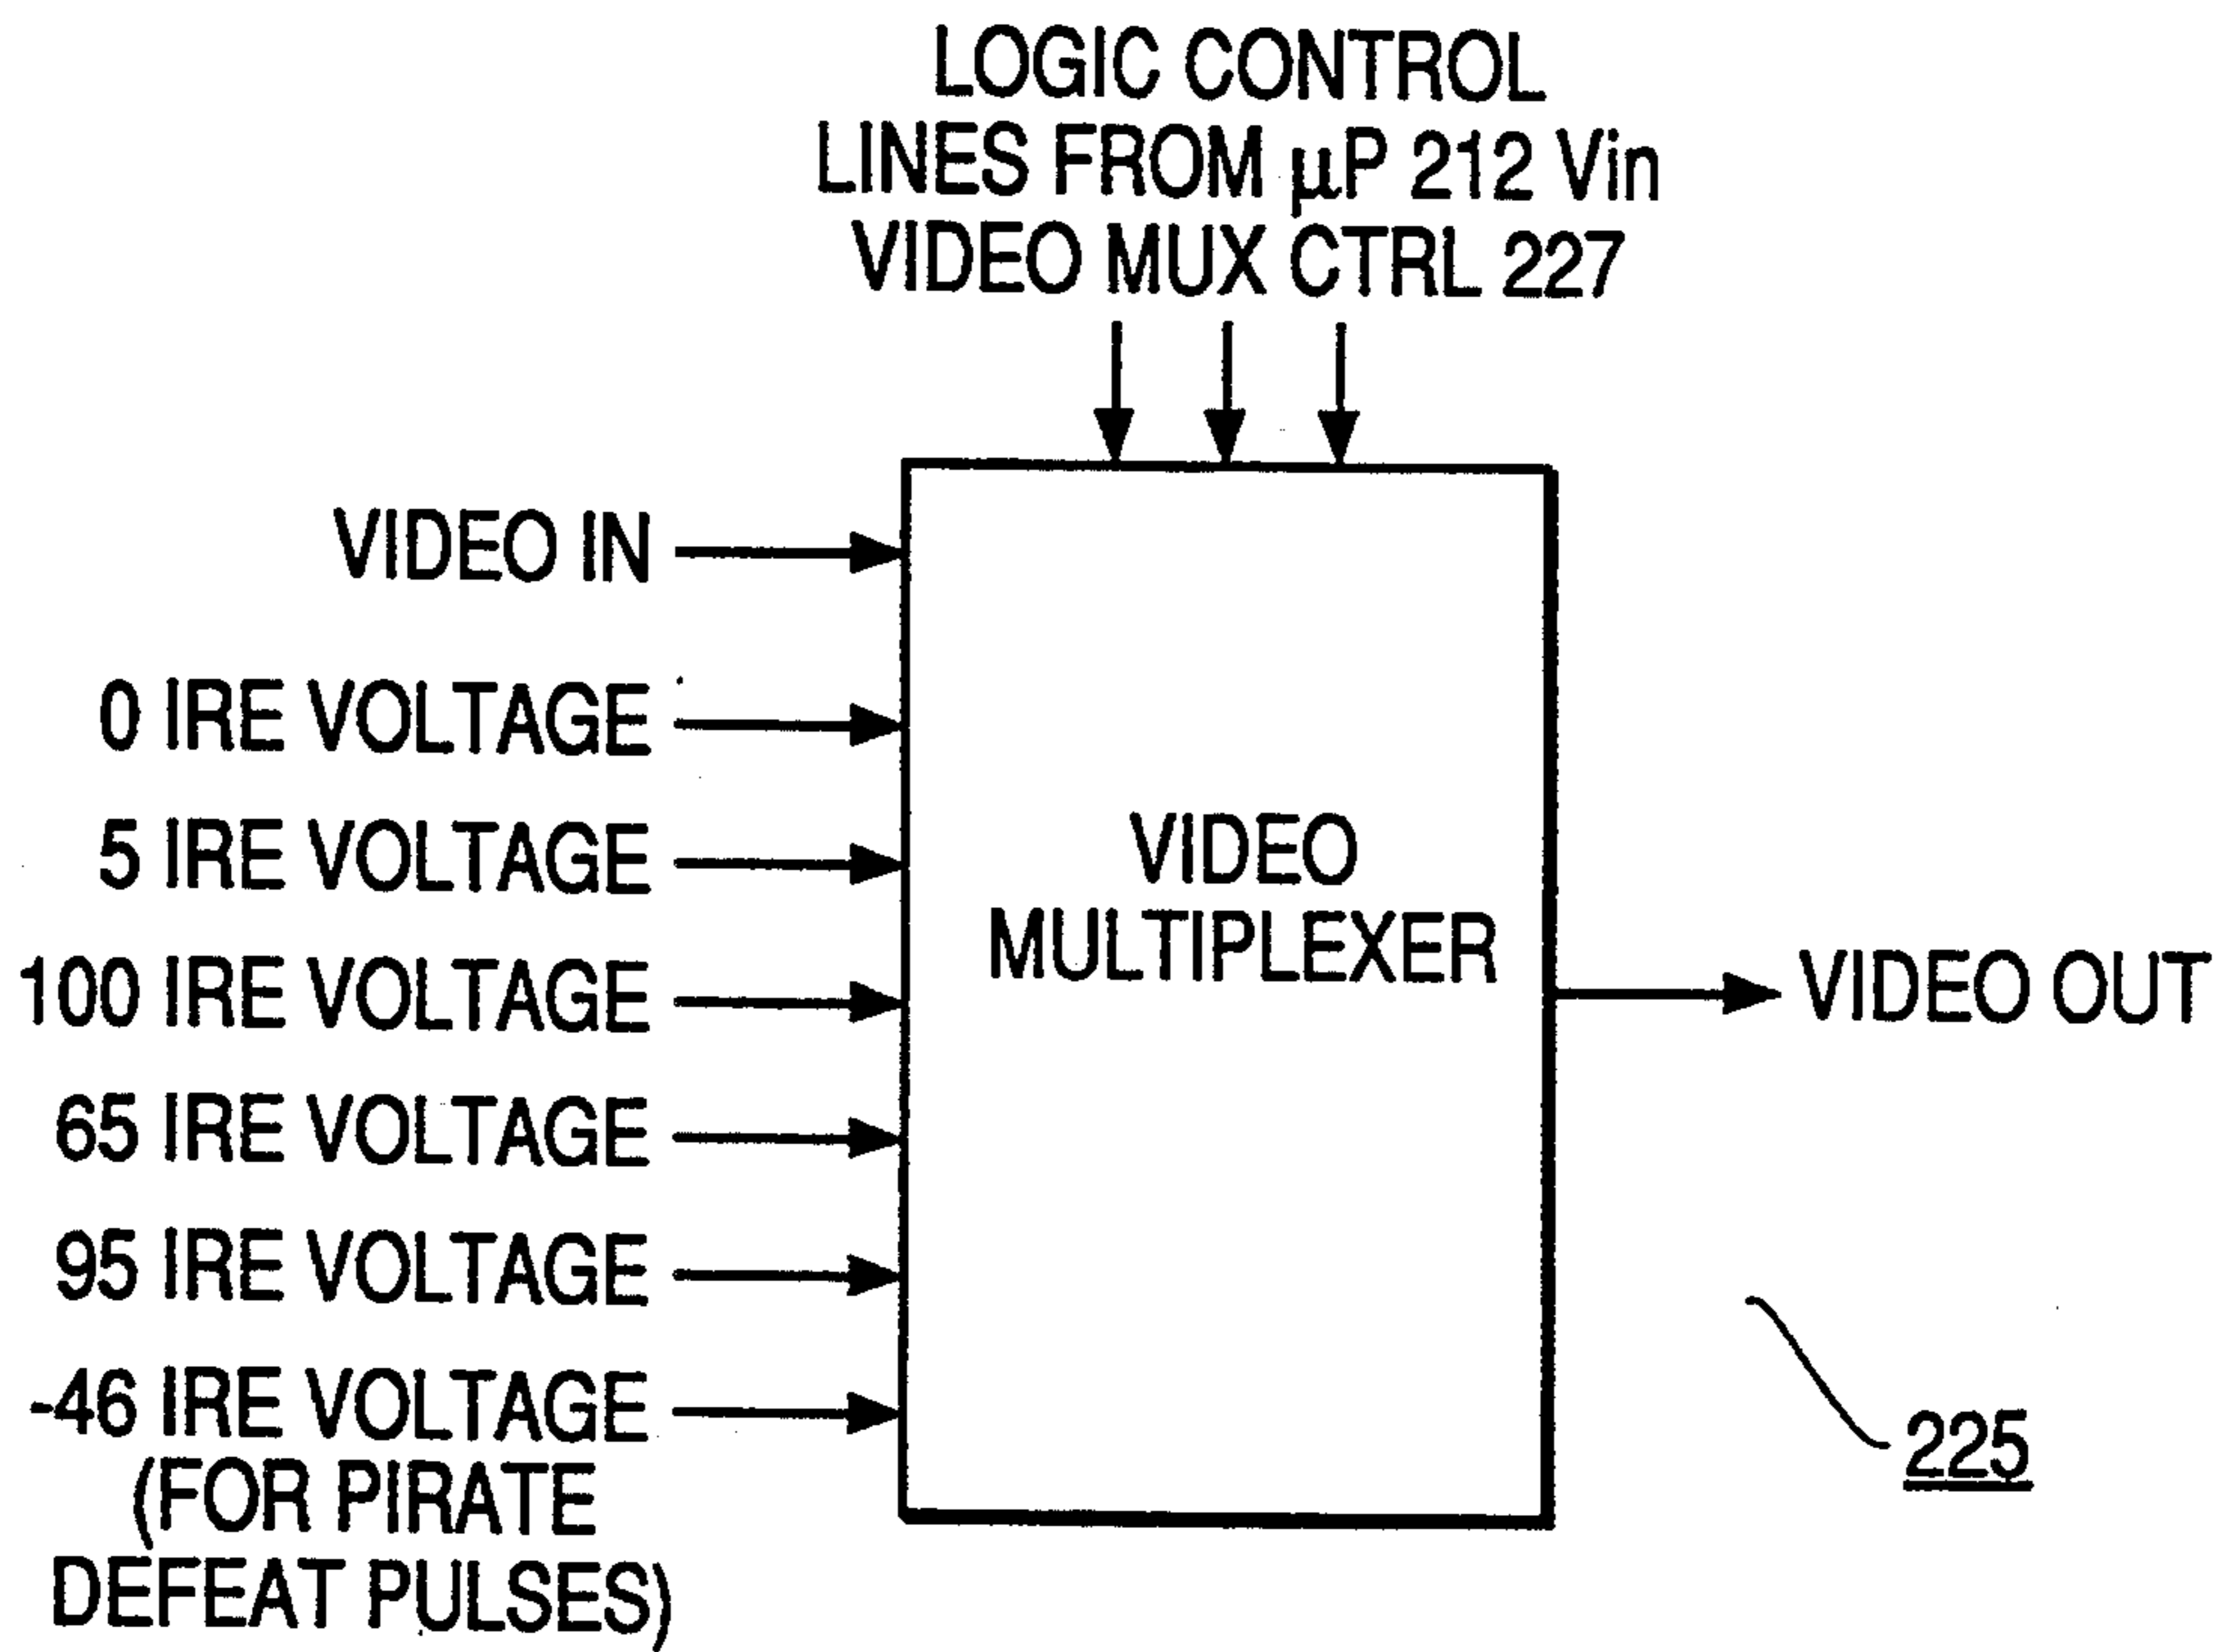 LOGIC CONTROL
LINES FROM µP 212 Vin
VIDEO MUX CTRL 227
VIDEO IN
0 IRE VOLTAGE
5 IRE VOLTAGE
100 IRE VOLTAGE
65 IRE VOLTAGE
95 IRE VOLTAGE
-46 IRE VOLTAGE
(FOR PIRATE
DEFEAT PULSES)
VIDEO
MULTIPLEXER
VIDEO OUT
225